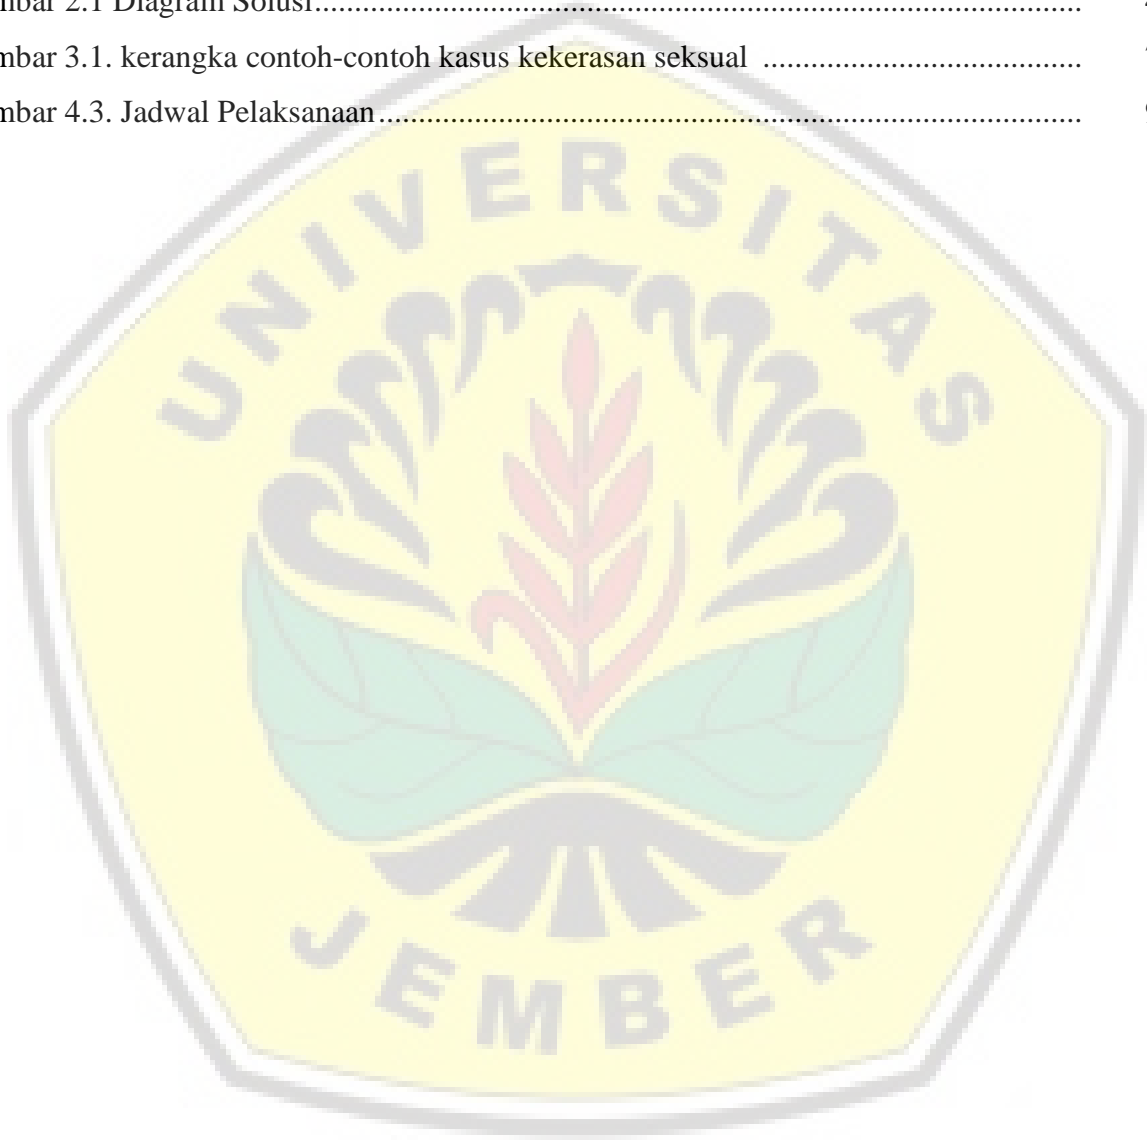 mbar 2.1 Diagram Solusi................................................................................................
mbar 3.1. kerangka contoh-contoh kasus kekerasan seksual ........................................
mbar 4.3. Jadwal Pelaksanaan........................................................................................
UNIVERSITAS
JEMBER